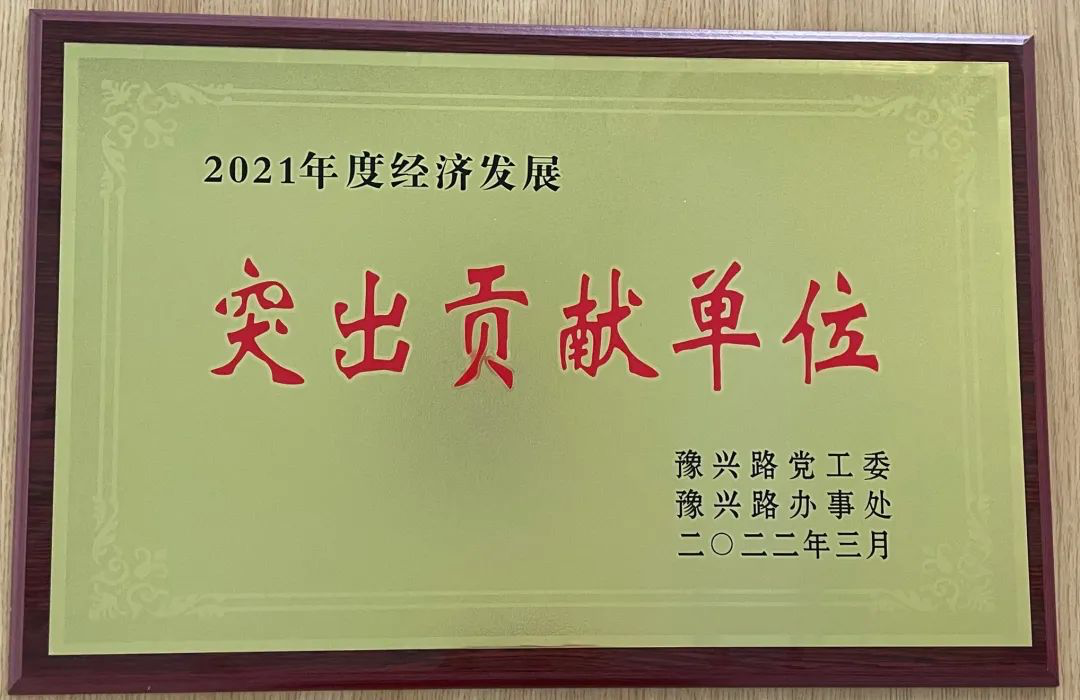 2021年度经济发展
突出贡献单位
豫兴路党工委
豫兴路办事处
二〇二二年三月